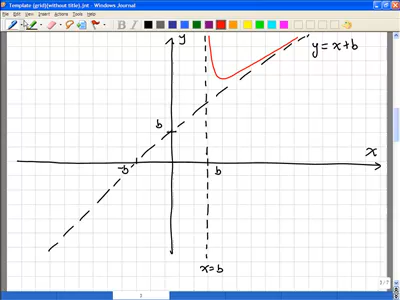 Template (grid)(without title).jnt - Windows Journal
File Edit View Insert Actions Tools Help
y
y = x+b
b
x
-b
b
x=b